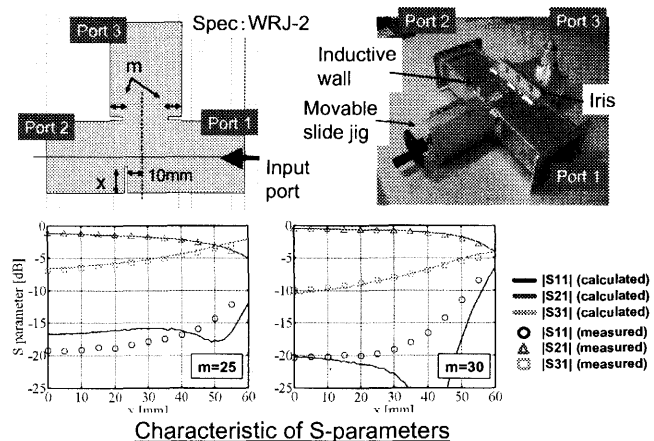 Port 3
Spec：WRJ-2
m
Port 2
Port 1
x
10mm
Input
port
Port 2
Port 3
Inductive
wall
Iris
Movable
slide jig
Port 1
S parameter [dB]
0
-5
-10
-15
-20
-25
0 10 20 30 40 50 60
x [mm]
m=25
0
-5
-10
-15
-20
-25
0 10 20 30 40 50 60
x [mm]
m=30
|S11| (calculated)
|S21| (calculated)
|S31| (calculated)
|S11| (measured)
|S21| (measured)
|S31| (measured)
Characteristic of S-parameters